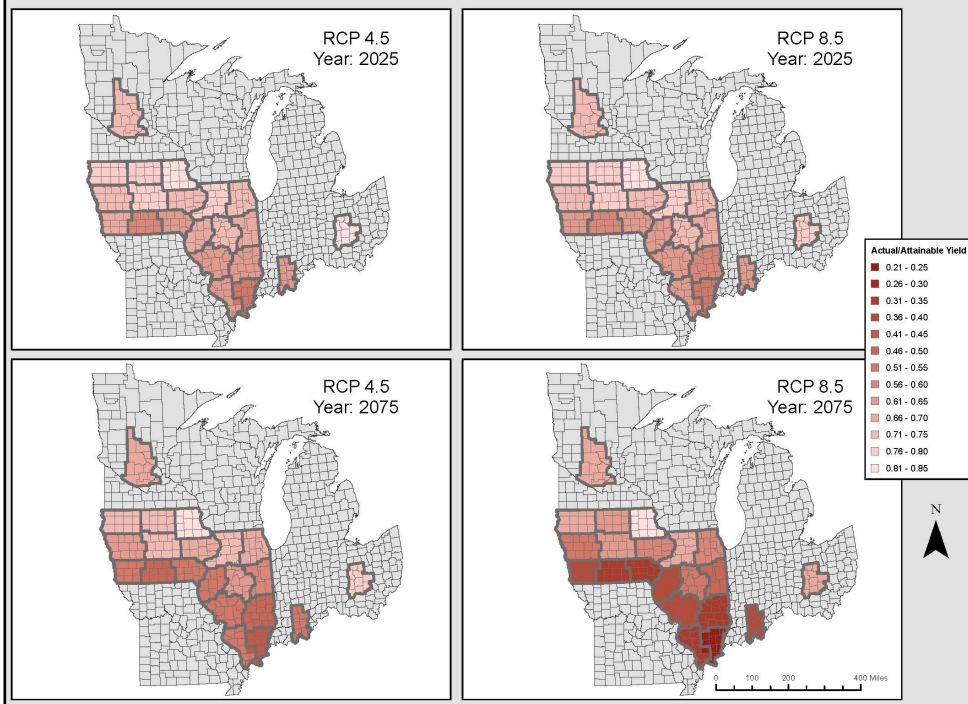 RCP 4.5
Year: 2025
RCP 8.5
Year: 2025
Actual/Attainable Yield
0.21 - 0.25
0.26 - 0.30
0.31 - 0.35
0.36 - 0.40
0.41 - 0.45
0.46 - 0.50
0.51 - 0.55
0.56 - 0.60
0.61 - 0.65
0.66 - 0.70
0.71 - 0.75
0.76 - 0.80
0.81 - 0.85
RCP 4.5
Year: 2075
RCP 8.5
Year: 2075
N
0 100 200 400 Miles